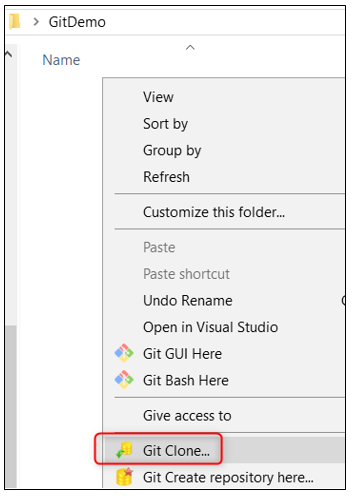 GitDemo
Name
View
Sort by
Group by
Refresh
Customize this folder...
Paste
Paste shortcut
Undo Rename
Open in Visual Studio
Git GUI Here
Git Bash Here
Give access to
Git Clone...
Git Create repository here...